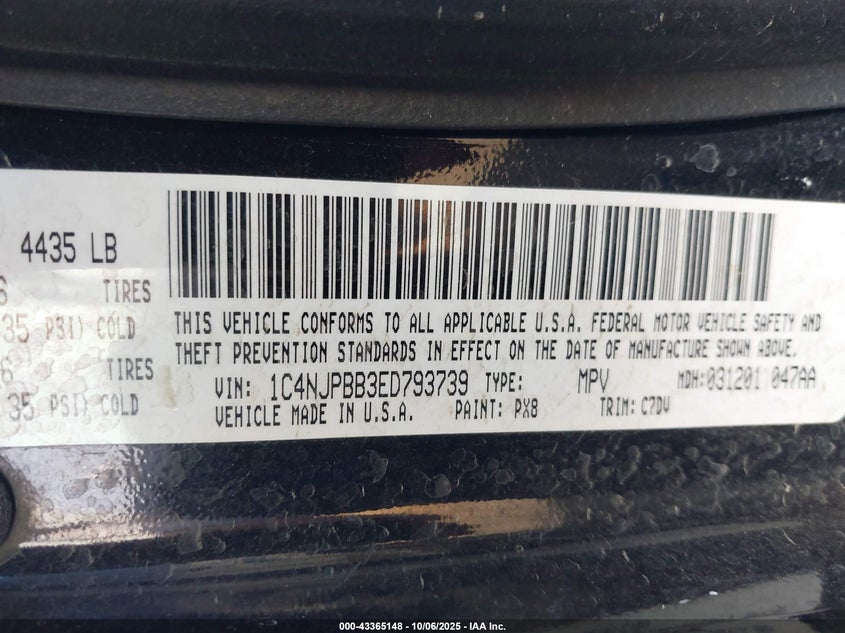 4435 LB
6 TIRES
35 PSI) COLD
6 TIRES
35 PSI) COLD
THIS VEHICLE CONFORMS TO ALL APPLICABLE U.S.A. FEDERAL MOTOR VEHICLE SAFETY AND
THEFT PREVENTION STANDARDS IN EFFECT ON THE DATE OF MANUFACTURE SHOWN ABOVE.
VIN: 1C4NJPBB3ED793739 TYPE: MPV MDH:031201 047AA
VEHICLE MADE IN U.S.A. PAINT: PX8 TRIM: C7DV
000-43365148 - 10/06/2025 - IAA Inc.